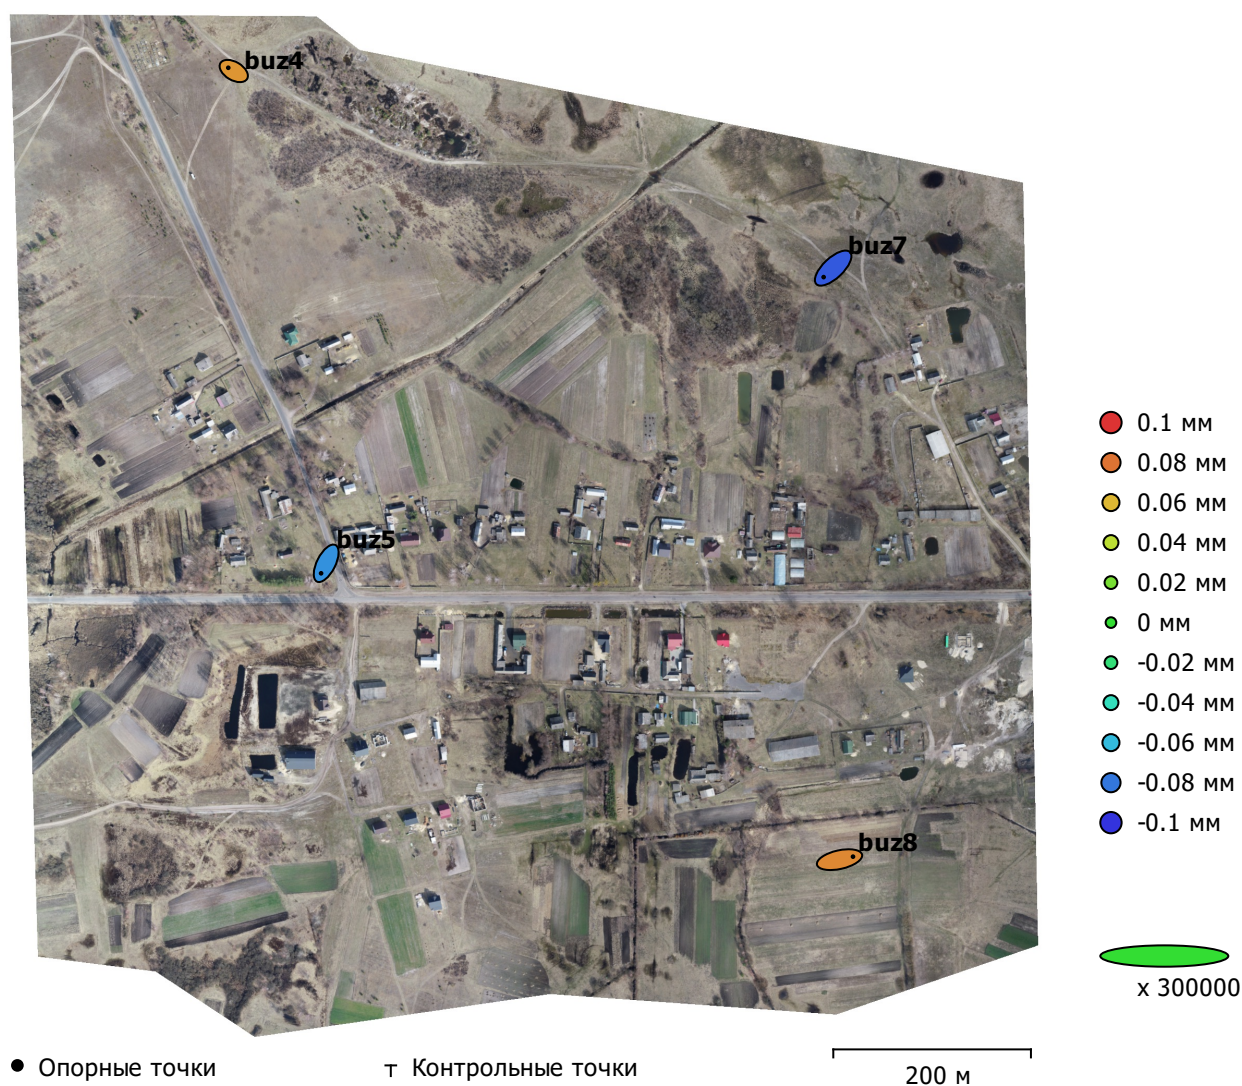 buz4
buz7
buz5
buz8
0.1 мм
0.08 мм
0.06 мм
0.04 мм
0.02 мм
0 мм
-0.02 мм
-0.04 мм
-0.06 мм
-0.08 мм
-0.1 мм
x 300000
Опорные точки
Контрольные точки
200 м